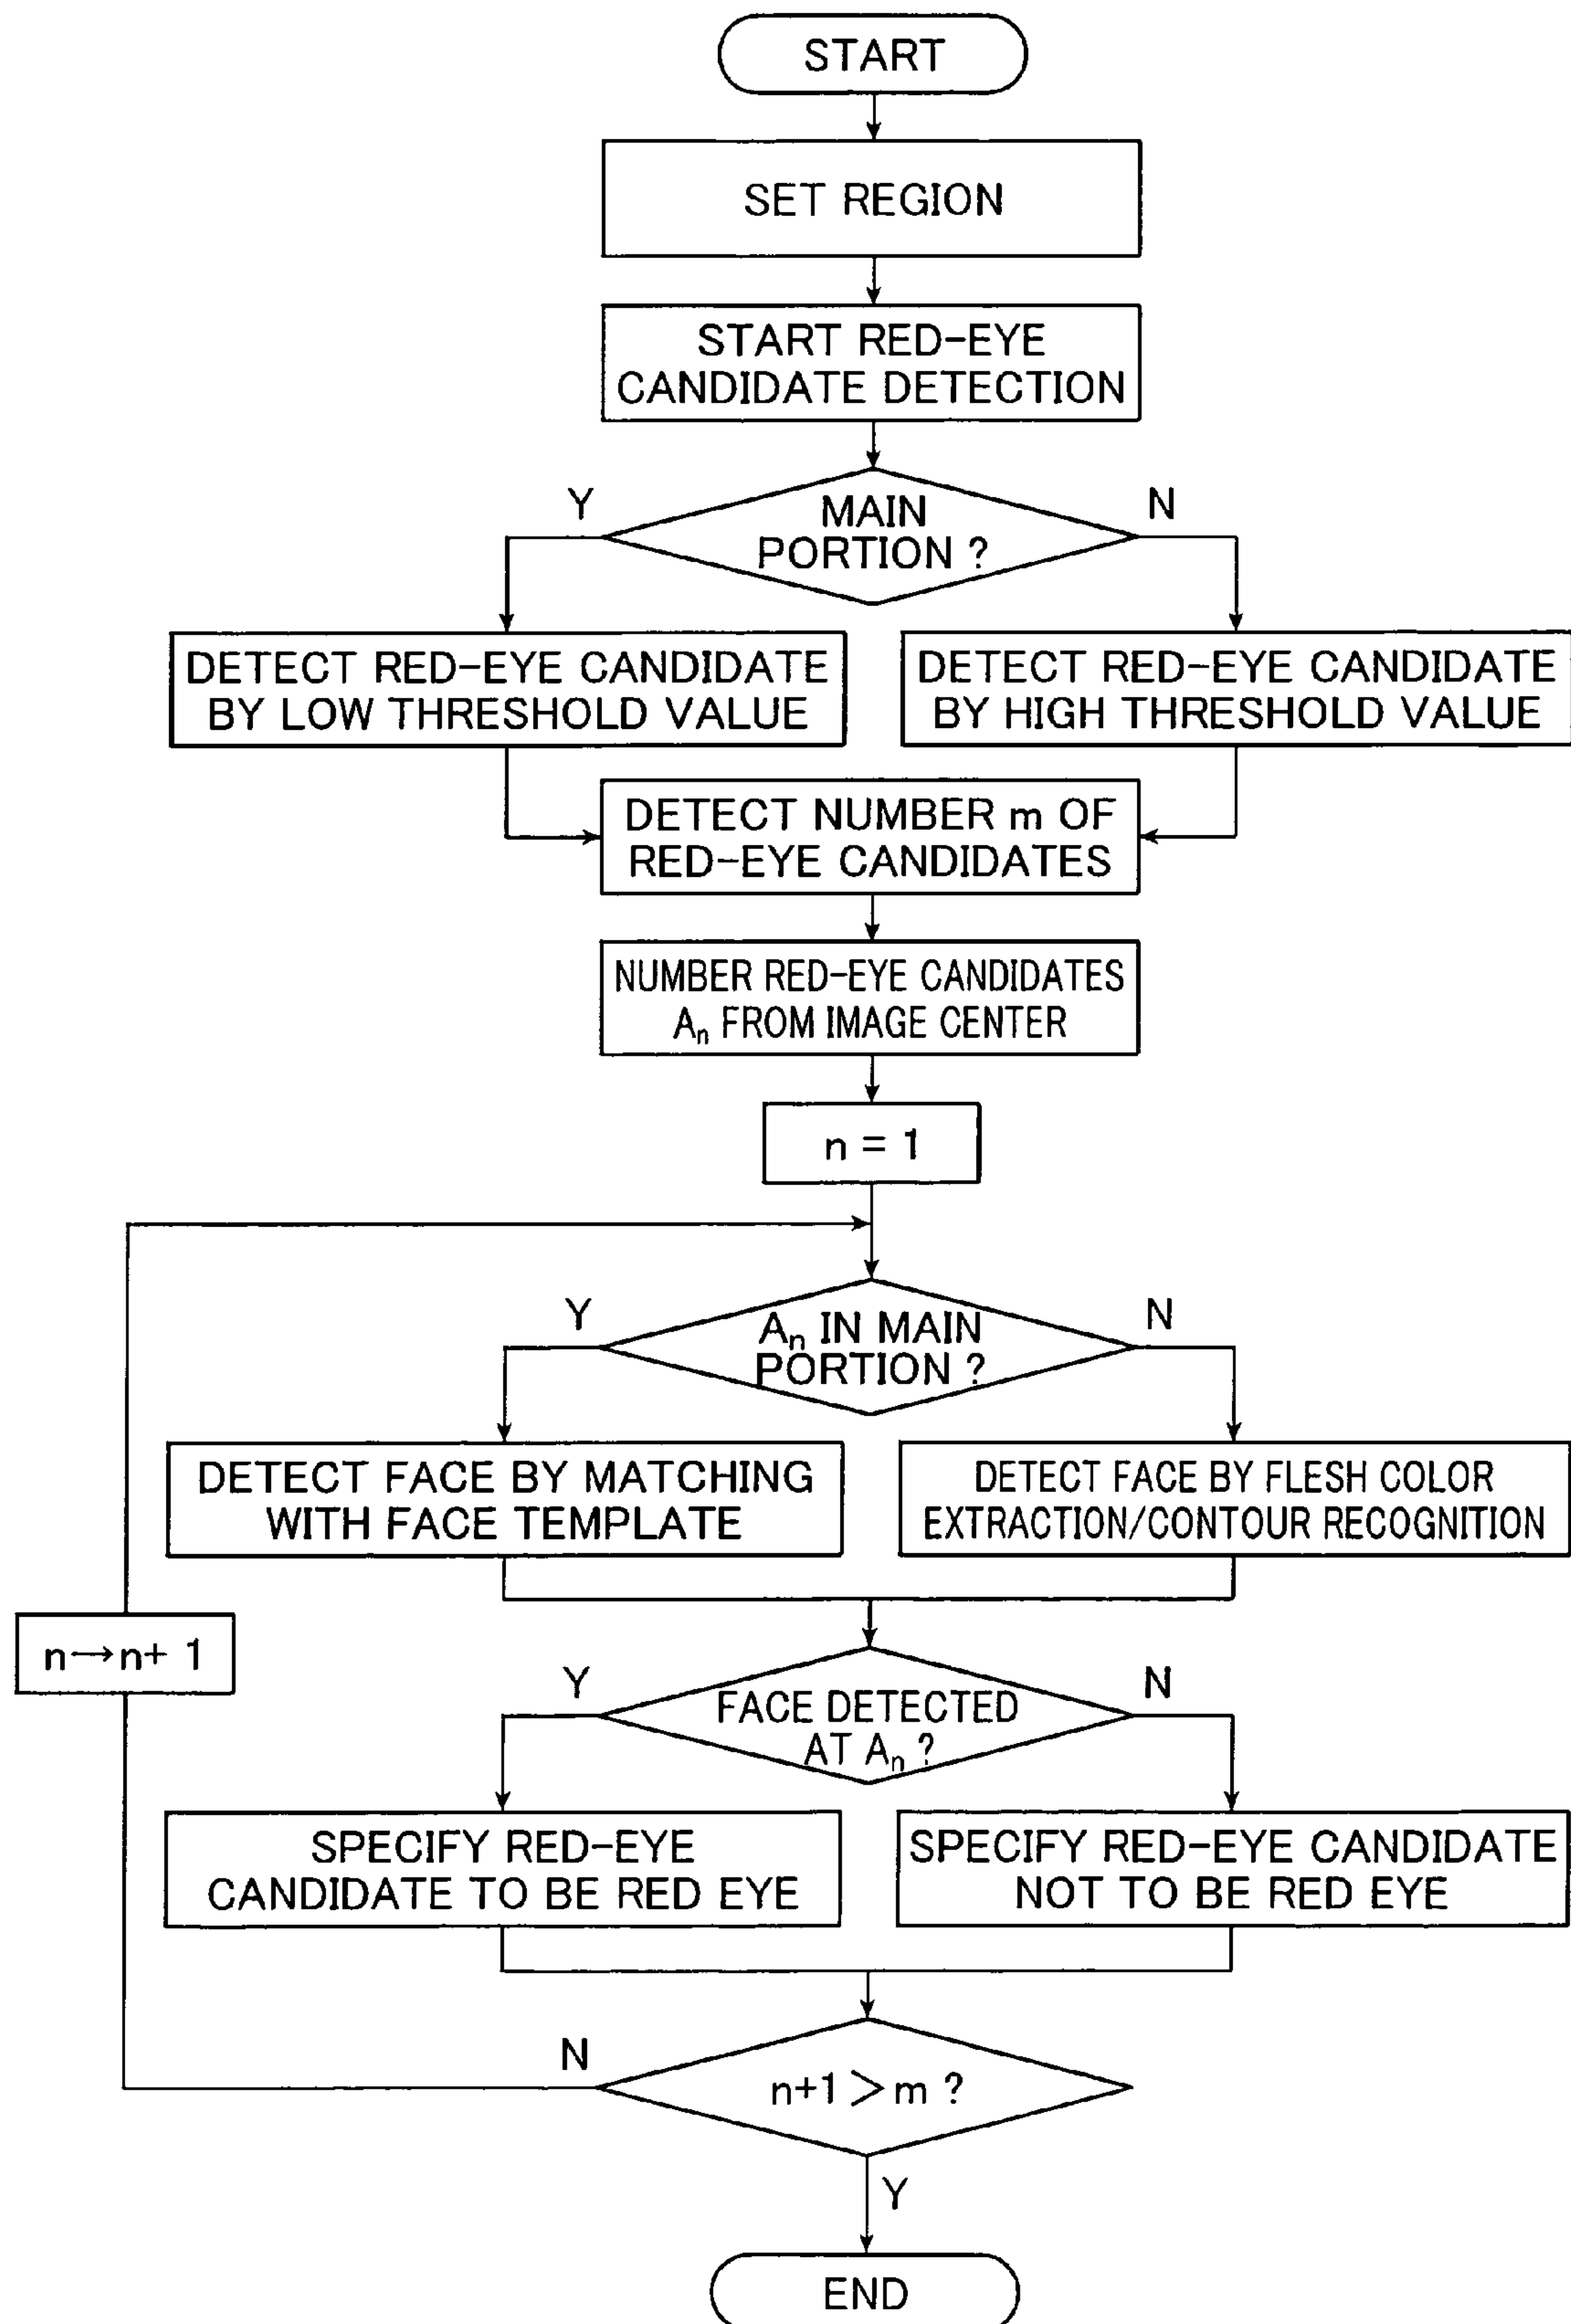 START
SET REGION
START RED-EYE
CANDIDATE DETECTION
Y
N
MAIN
PORTION ?
DETECT RED-EYE CANDIDATE
BY LOW THRESHOLD VALUE
DETECT RED-EYE CANDIDATE
BY HIGH THRESHOLD VALUE
DETECT NUMBER m OF
RED-EYE CANDIDATES
NUMBER RED-EYE CANDIDATES
Aₙ FROM IMAGE CENTER
n = 1
Y
N
Aₙ IN MAIN
PORTION ?
DETECT FACE BY MATCHING
WITH FACE TEMPLATE
DETECT FACE BY FLESH COLOR
EXTRACTION/CONTOUR RECOGNITION
n→n+ 1
Y
N
FACE DETECTED
AT Aₙ ?
SPECIFY RED-EYE
CANDIDATE TO BE RED EYE
SPECIFY RED-EYE CANDIDATE
NOT TO BE RED EYE
N
n+1 >m ?
Y
END